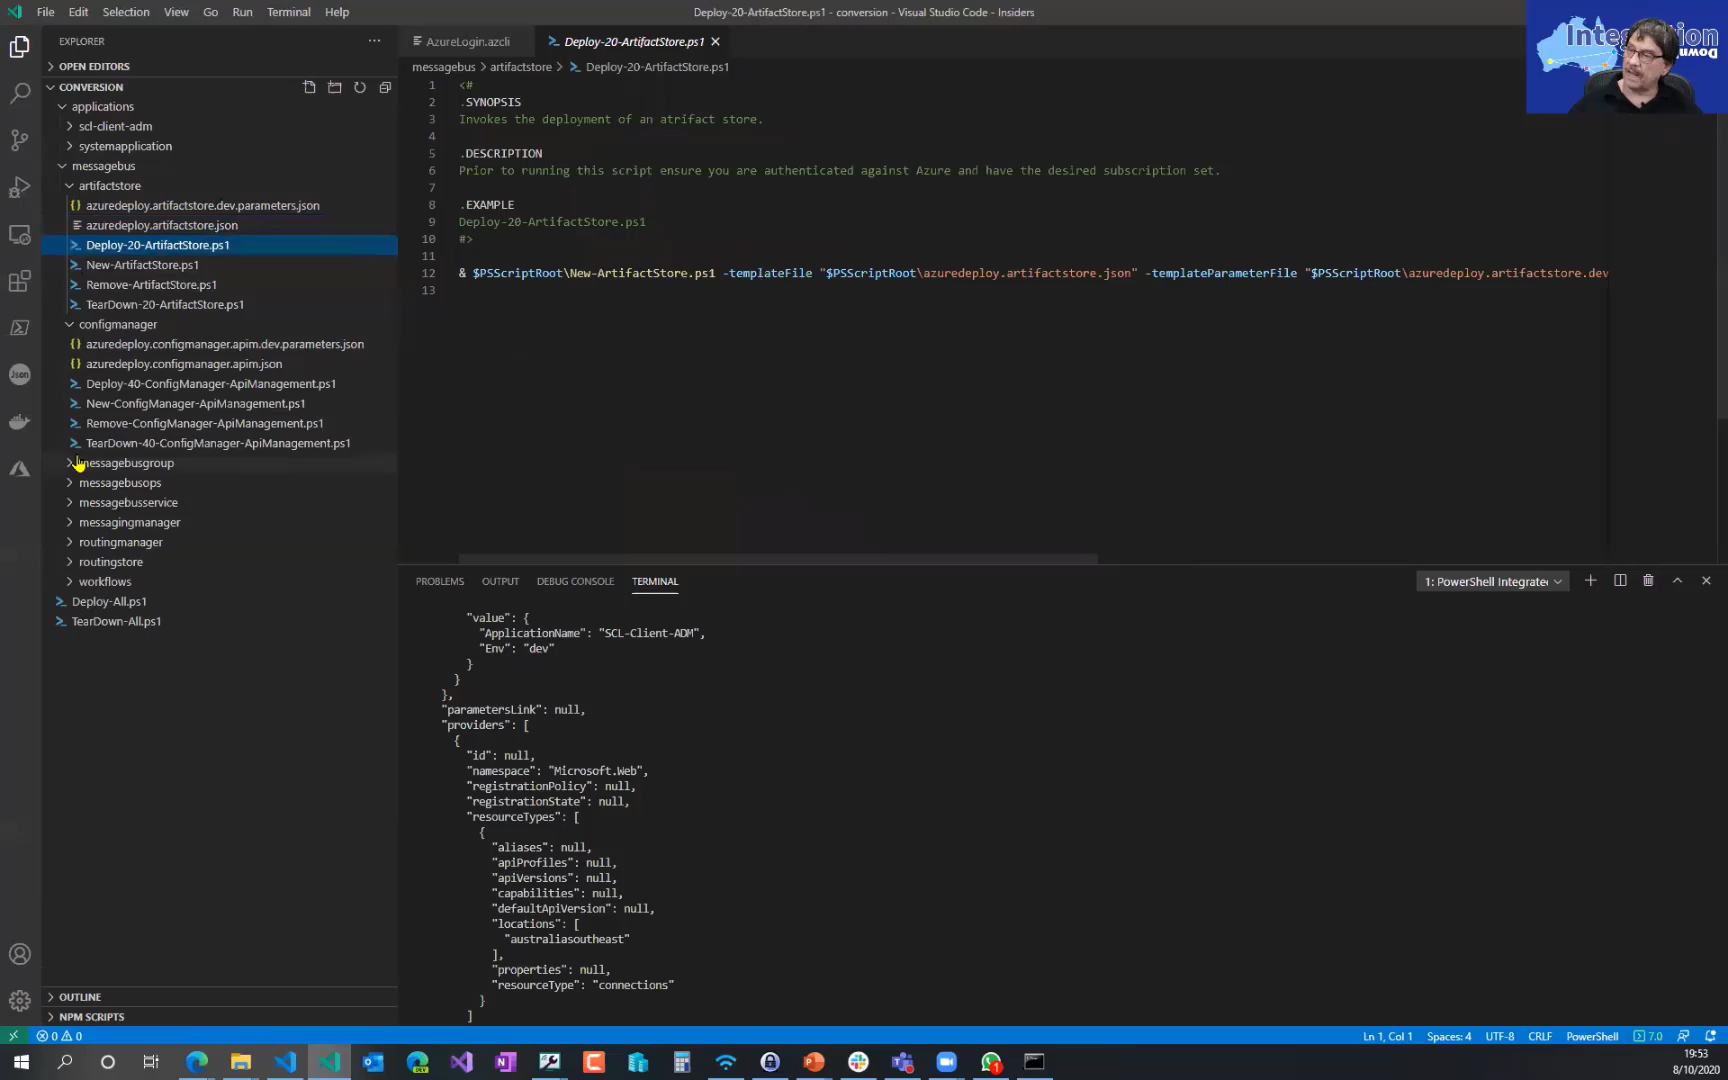 File Edit Selection View Go Run Terminal Help
Deploy-20-ArtifactStore.ps1 - conversion - Visual Studio Code - Insiders
EXPLORER
OPEN EDITORS
CONVERSION
applications
scl-client-adm
systemapplication
messagebus
artifactstore
azuredeploy.artifactstore.dev.parameters.json
azuredeploy.artifactstore.json
Deploy-20-ArtifactStore.ps1
New-ArtifactStore.ps1
Remove-ArtifactStore.ps1
TearDown-20-ArtifactStore.ps1
configmanager
azuredeploy.configmanager.apim.dev.parameters.json
azuredeploy.configmanager.apim.json
Deploy-40-ConfigManager-ApiManagement.ps1
New-ConfigManager-ApiManagement.ps1
Remove-ConfigManager-ApiManagement.ps1
TearDown-40-ConfigManager-ApiManagement.ps1
messagebusgroup
messagebusops
messagebusservice
messagingmanager
routingmanager
routingstore
workflows
Deploy-All.ps1
TearDown-All.ps1
OUTLINE
NPM SCRIPTS
Json
AzureLogin.azcli
Deploy-20-ArtifactStore.ps1
messagebus > artifactstore > Deploy-20-ArtifactStore.ps1
1 <#
2 .SYNOPSIS
3 Invokes the deployment of an atrifact store.
4
5 .DESCRIPTION
6 Prior to running this script ensure you are authenticated against Azure and have the desired subscription set.
7
8 .EXAMPLE
9 Deploy-20-ArtifactStore.ps1
10 #>
11
12 & $PSScriptRoot\New-ArtifactStore.ps1 -templateFile "$PSScriptRoot\azuredeploy.artifactstore.json" -templateParameterFile "$PSScriptRoot\azuredeploy.artifactstore.dev
13
PROBLEMS OUTPUT DEBUG CONSOLE TERMINAL
1: PowerShell Integrate
"value": {
"ApplicationName": "SCL-Client-ADM",
"Env": "dev"
}
}
},
"parametersLink": null,
"providers": [
{
"id": null,
"namespace": "Microsoft.Web",
"registrationPolicy": null,
"registrationState": null,
"resourceTypes": [
{
"aliases": null,
"apiProfiles": null,
"apiVersions": null,
"capabilities": null,
"defaultApiVersion": null,
"locations": [
"australiasoutheast"
],
"properties": null,
"resourceType": "connections"
}
]
0 0
Ln 1, Col 1 Spaces: 4 UTF-8 CRLF PowerShell 7.0
DEV
1
19:53
8/10/2020